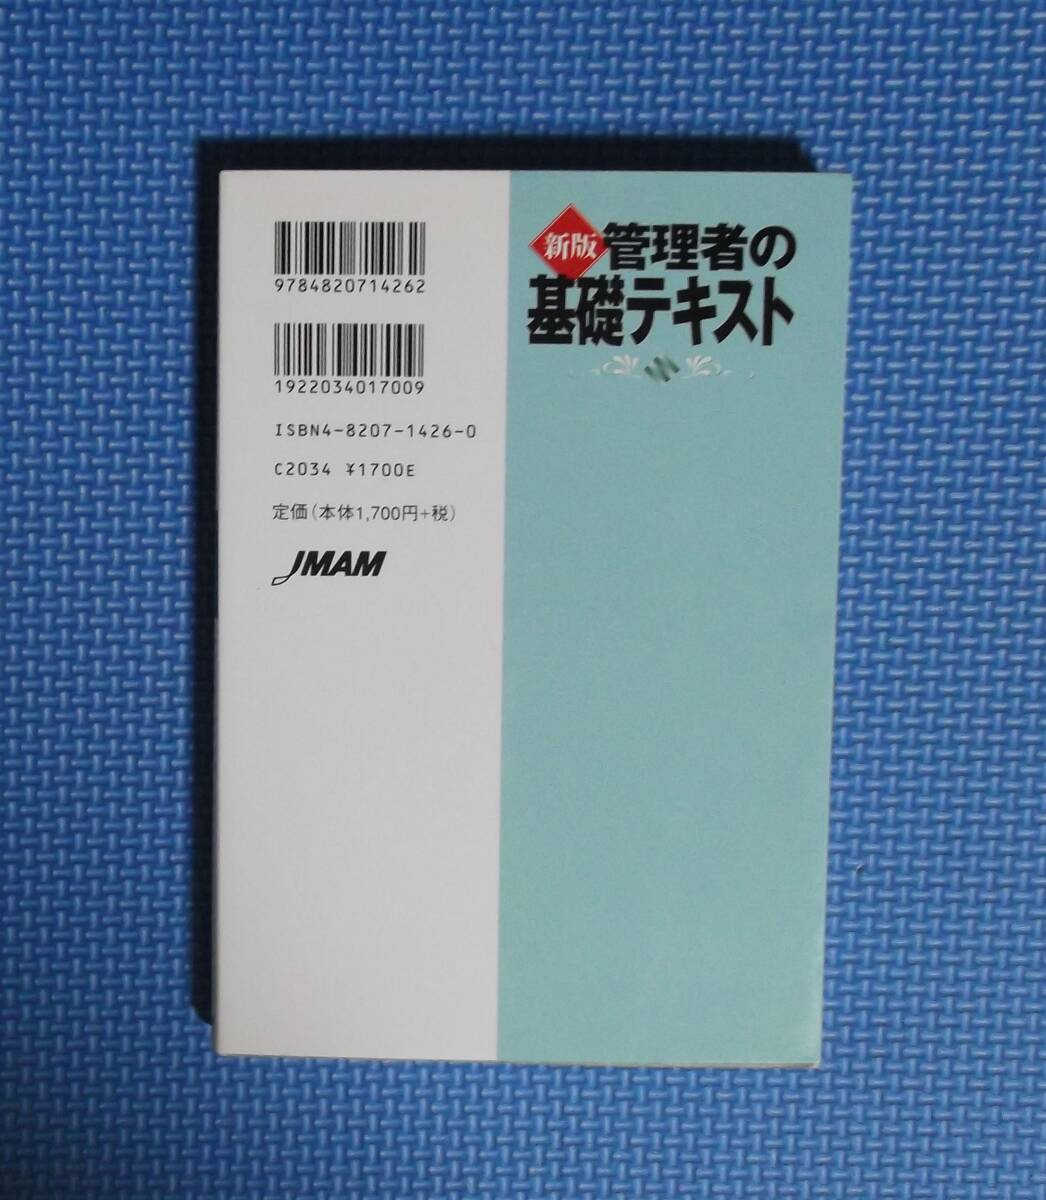 新版 管理者の
基礎テキスト
9784820714262
1922034017009
ISBN4-8207-1426-0
C2034 ¥1700E
定価(本体1,700円+税)
JMAM